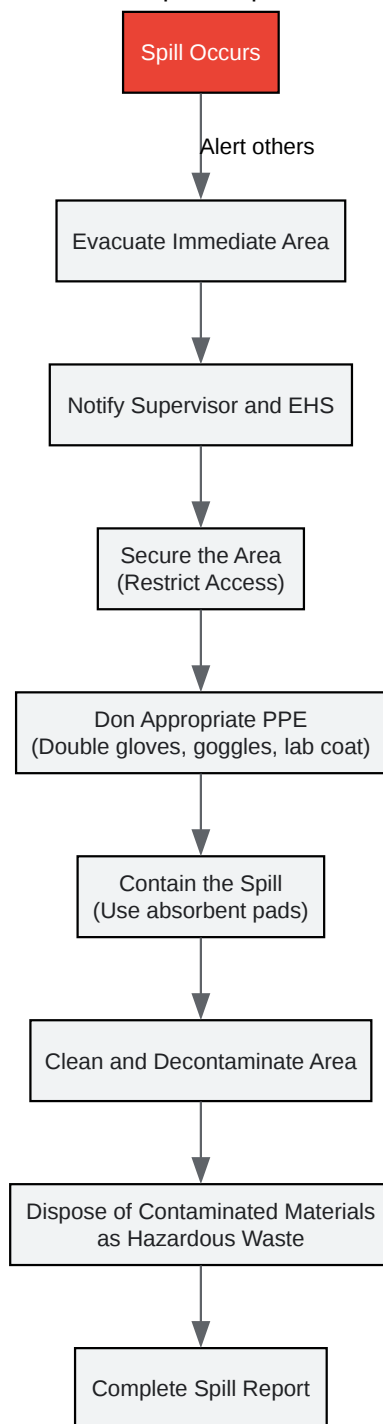 Spill Occurs
Alert others
Evacuate Immediate Area
Notify Supervisor and EHS
Secure the Area
(Restrict Access)
Don Appropriate PPE
(Double gloves, goggles, lab coat)
Contain the Spill
(Use absorbent pads)
Clean and Decontaminate Area
Dispose of Contaminated Materials
as Hazardous Waste
Complete Spill Report